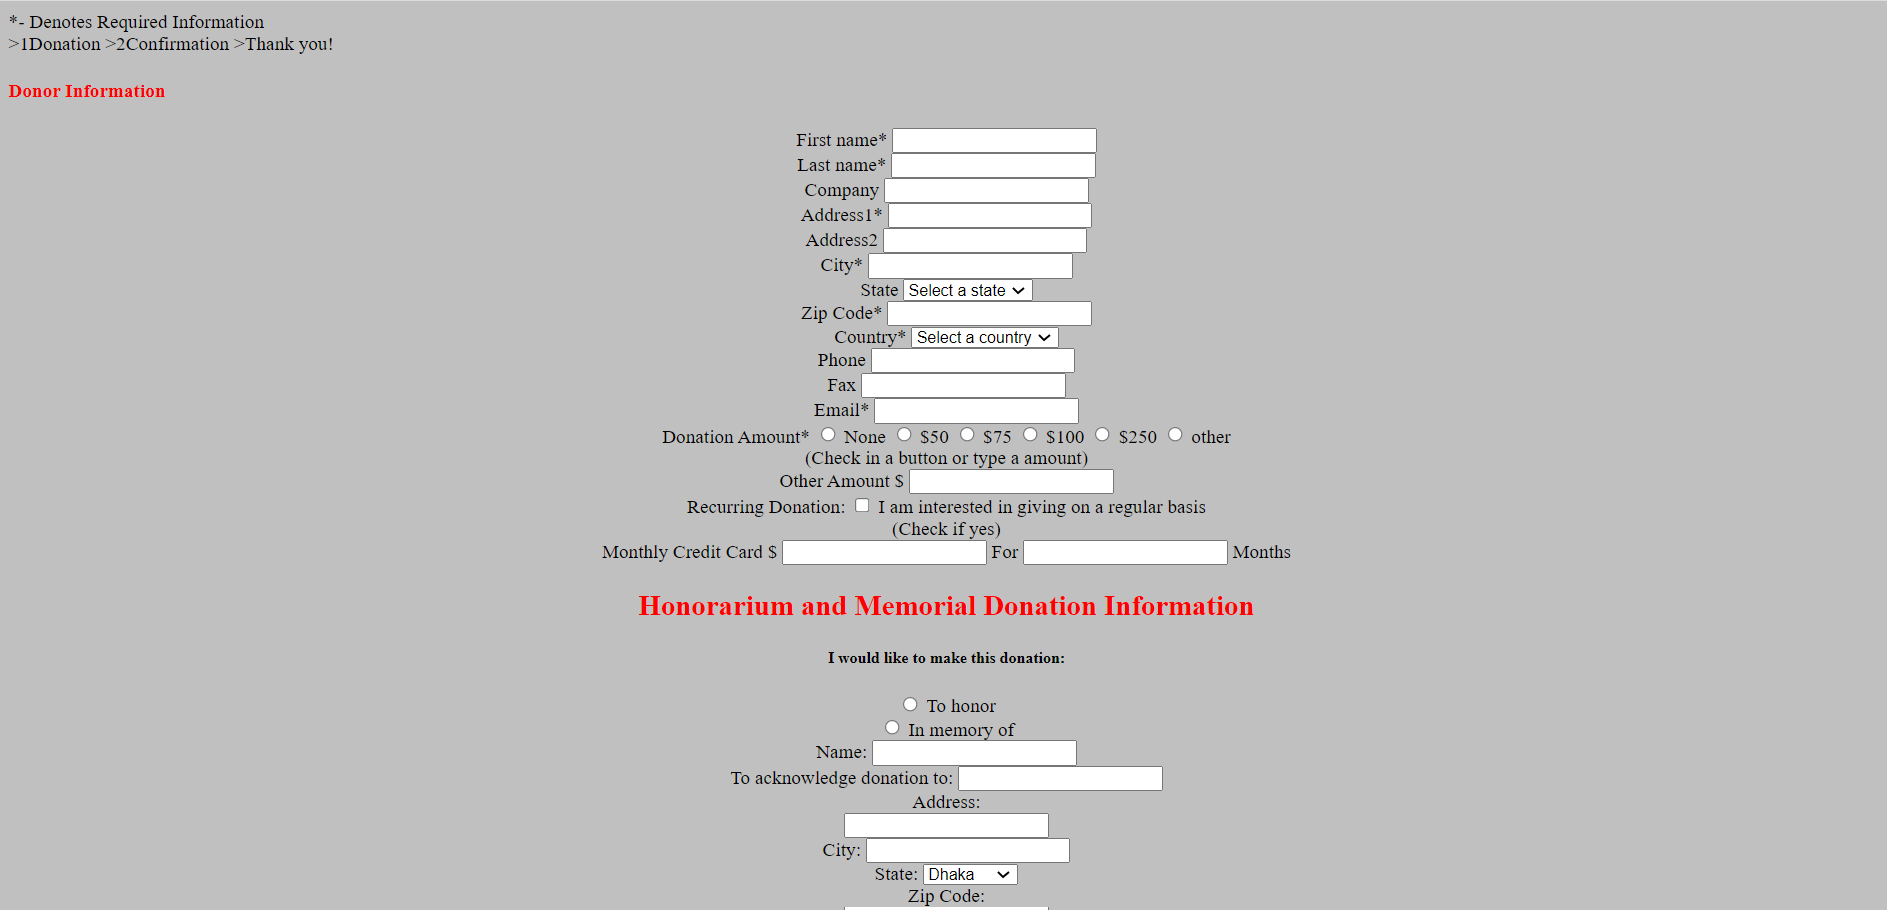 *- Denotes Required Information
>1Donation >2Confirmation >Thank you!
Donor Information
First name*
Last name*
Company
Address1*
Address2
City*
State Select a state
Zip Code*
Country* Select a country
Phone
Fax
Email*
Donation Amount* None $50 $75 $100 $250 other
(Check in a button or type a amount)
Other Amount $
Recurring Donation: I am interested in giving on a regular basis
(Check if yes)
Monthly Credit Card $ For Months
Honorarium and Memorial Donation Information
I would like to make this donation:
To honor
In memory of
Name:
To acknowledge donation to:
Address:
City:
State: Dhaka
Zip Code: